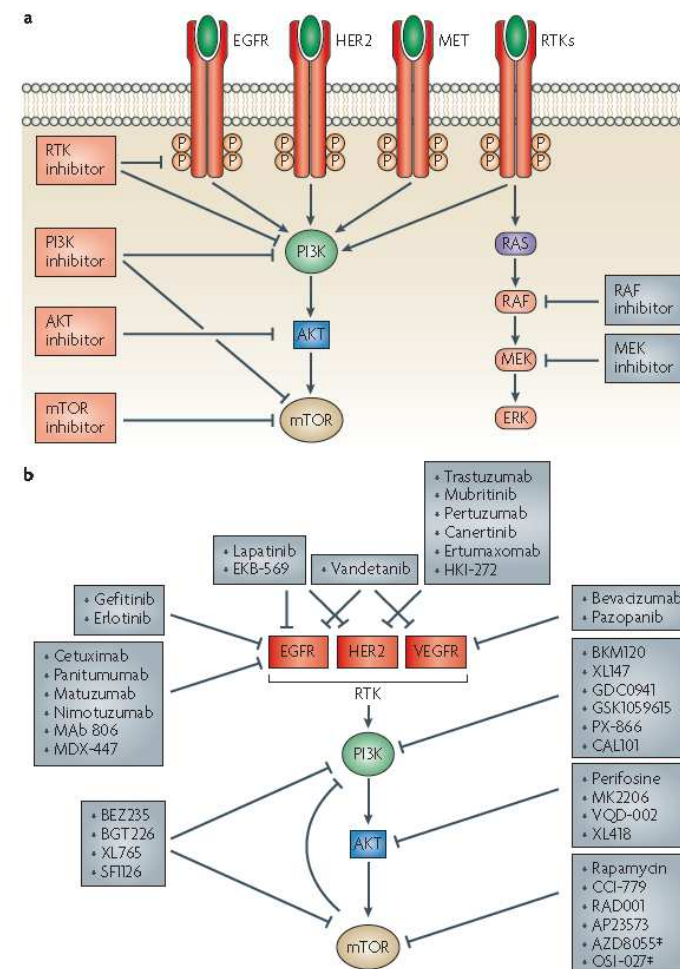 a
EGFR
HER2
MET
RTKs
P P P P P P P P
P P P P P P P P
RTK
inhibitor
PI3K
inhibitor
PI3K
RAS
AKT
inhibitor
AKT
RAF
RAF
inhibitor
MEK
MEK
inhibitor
mTOR
inhibitor
mTOR
ERK
b
Trastuzumab
Mubritinib
Pertuzumab
Canertinib
Ertumaxomab
HKI-272
Lapatinib
EKB-569
Vandetanib
Gefitinib
Erlotinib
Bevacizumab
Pazopanib
Cetuximab
Panitumumab
Matuzumab
Nimotuzumab
MAb 806
MDX-447
EGFR
HER2
VEGFR
RTK
BKM120
XL147
GDC0941
GSK1059615
PX-866
CAL101
PI3K
BEZ235
BGT226
XL765
SF1126
AKT
Perifosine
MK2206
VQD-002
XL418
mTOR
Rapamycin
CCI-779
RAD001
AP23573
AZD8055‡
OSI-027‡